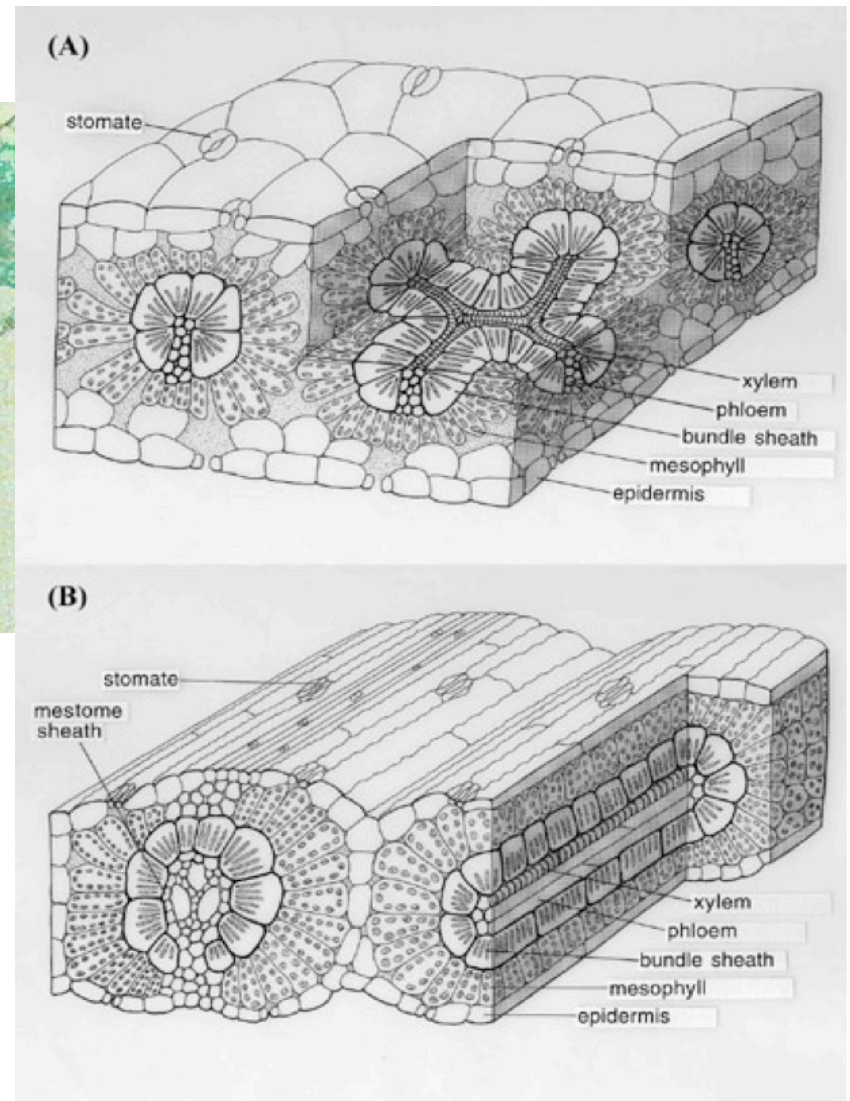 (A)
stomate
xylem
phloem
bundle sheath
mesophyll
epidermis
(B)
stomate
mestome
sheath
xylem
phloem
bundle sheath
mesophyll
epidermis